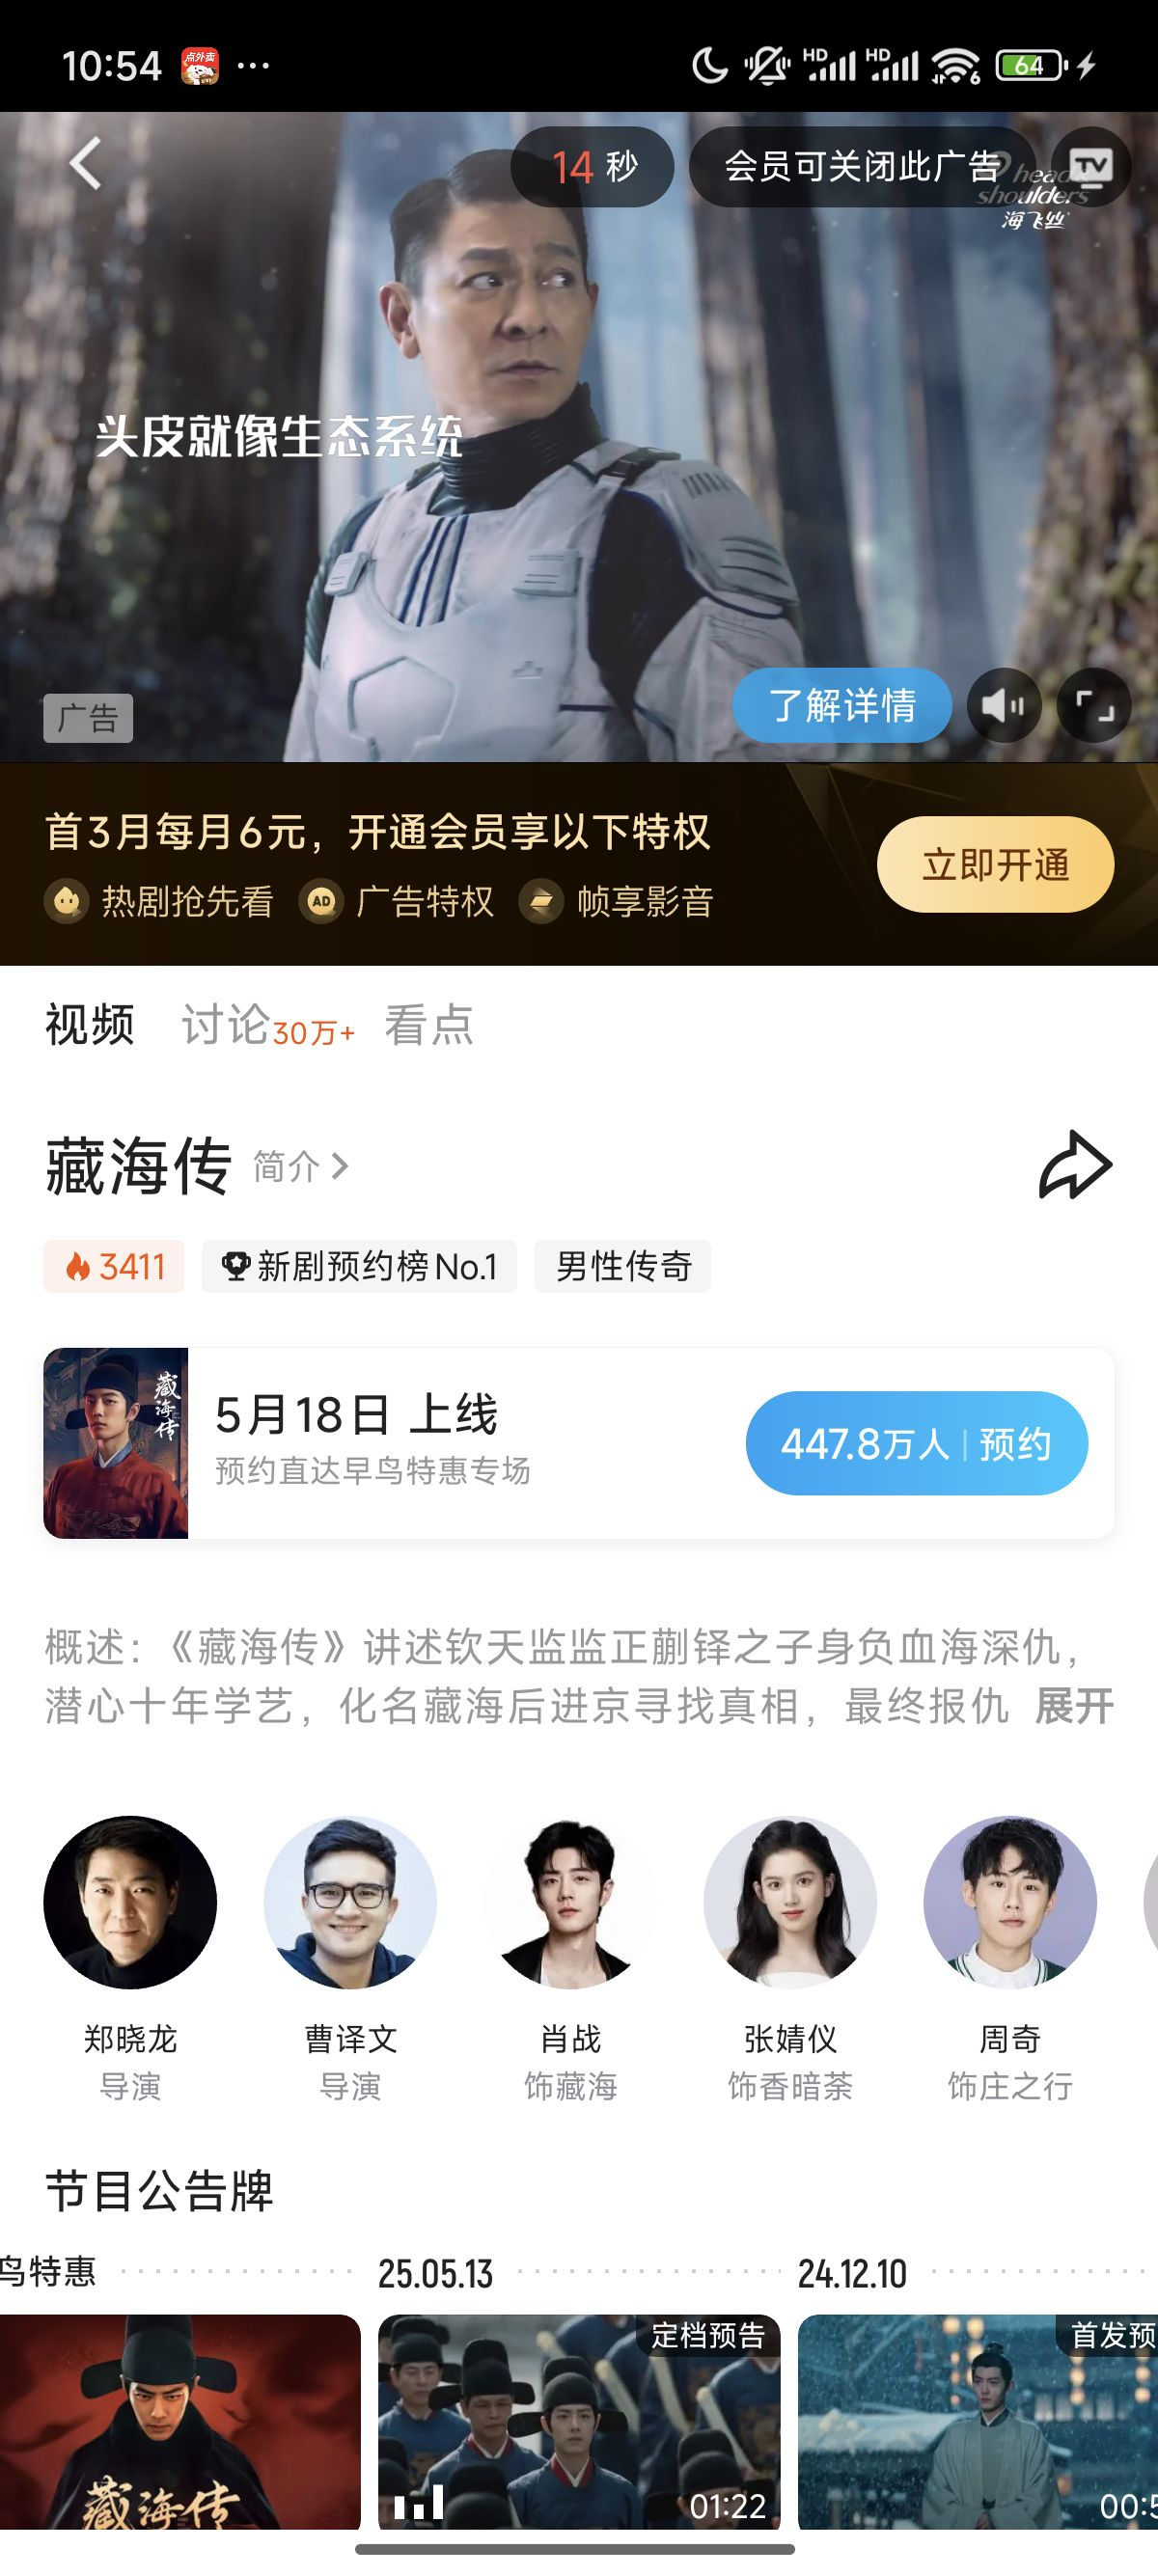 10:54
点外卖
HD
HD
6
64
14 秒
会员可关闭此广告
TV
head&
shoulders
海飞丝
头皮就像生态系统
广告
了解详情
首3月每月6元，开通会员享以下特权
热剧抢先看
AD
广告特权
帧享影音
立即开通
视频
讨论30万+
看点
藏海传
简介
3411
新剧预约榜No.1
男性传奇
藏海传
5月18日 上线
预约直达早鸟特惠专场
447.8万人
预约
概述：《藏海传》讲述钦天监监正蒯铎之子身负血海深仇，
潜心十年学艺，化名藏海后进京寻找真相，最终报仇 展开
郑晓龙
导演
曹译文
导演
肖战
饰藏海
张婧仪
饰香暗荼
周奇
饰庄之行
节目公告牌
鸟特惠
25.05.13
24.12.10
藏海传
定档预告
01:22
首发预
00:5